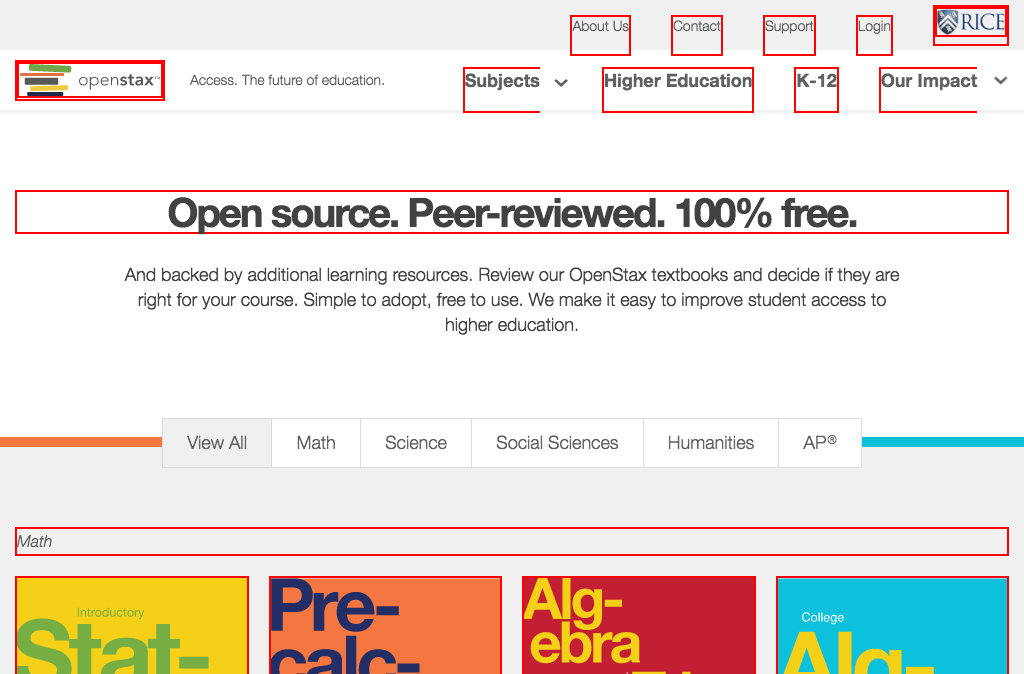 About Us Contact Support Login RICE
openstax™ Access. The future of education. Subjects Higher Education K-12 Our Impact
Open source. Peer-reviewed. 100% free.
And backed by additional learning resources. Review our OpenStax textbooks and decide if they are
right for your course. Simple to adopt, free to use. We make it easy to improve student access to
higher education.
View All Math Science Social Sciences Humanities AP®
Math
Introductory
Stat-
Pre-
calc-
Alg-
ebra
College
Alg-